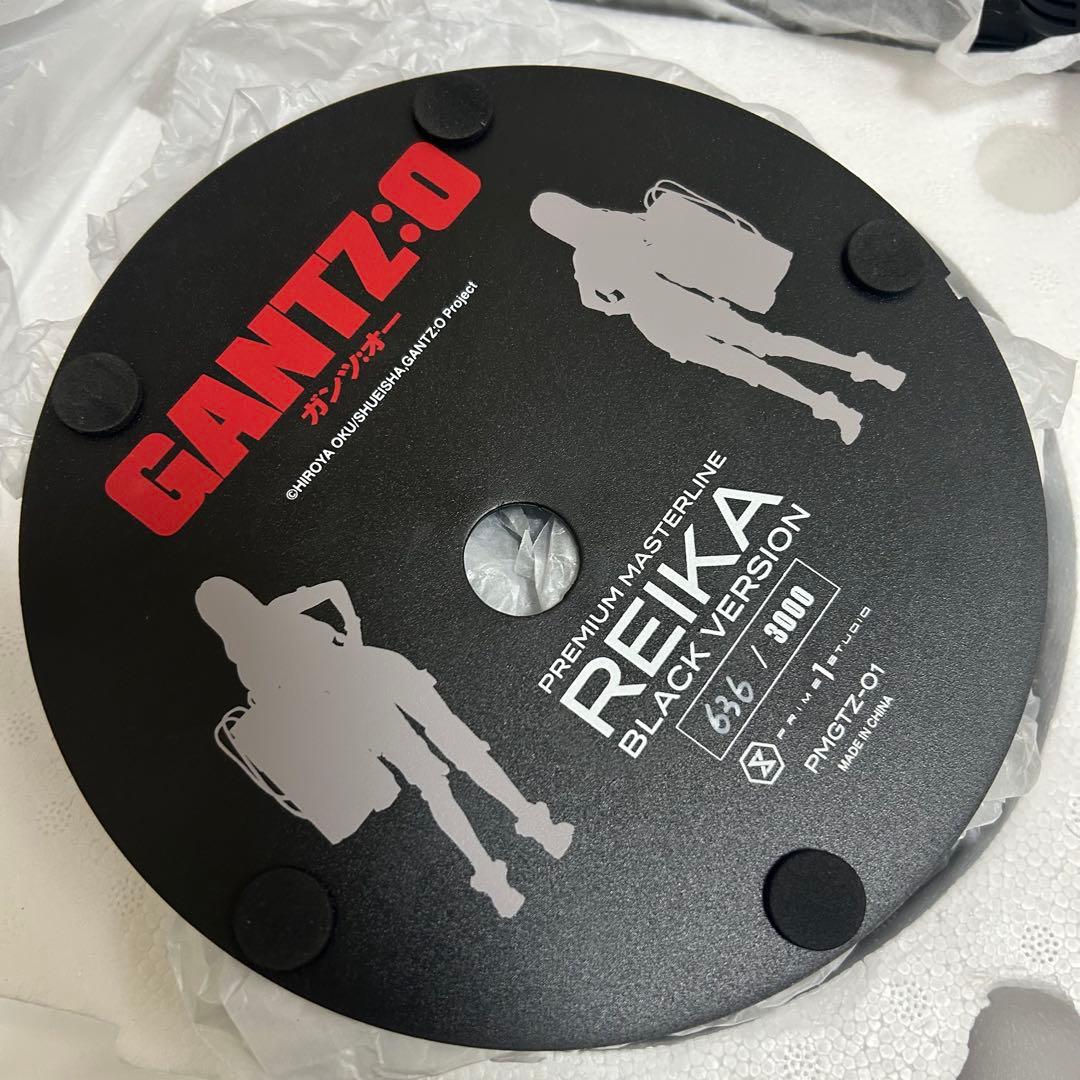 GANTZ:O
ガンツ:オー
©HIROYA OKU/SHUEISHA,GANTZ:O Project
PREMIUM MASTERLINE
REIKA
BLACK VERSION
636 / 3000
PRIME1STUDIO
PMGTZ-01
MADE IN CHINA